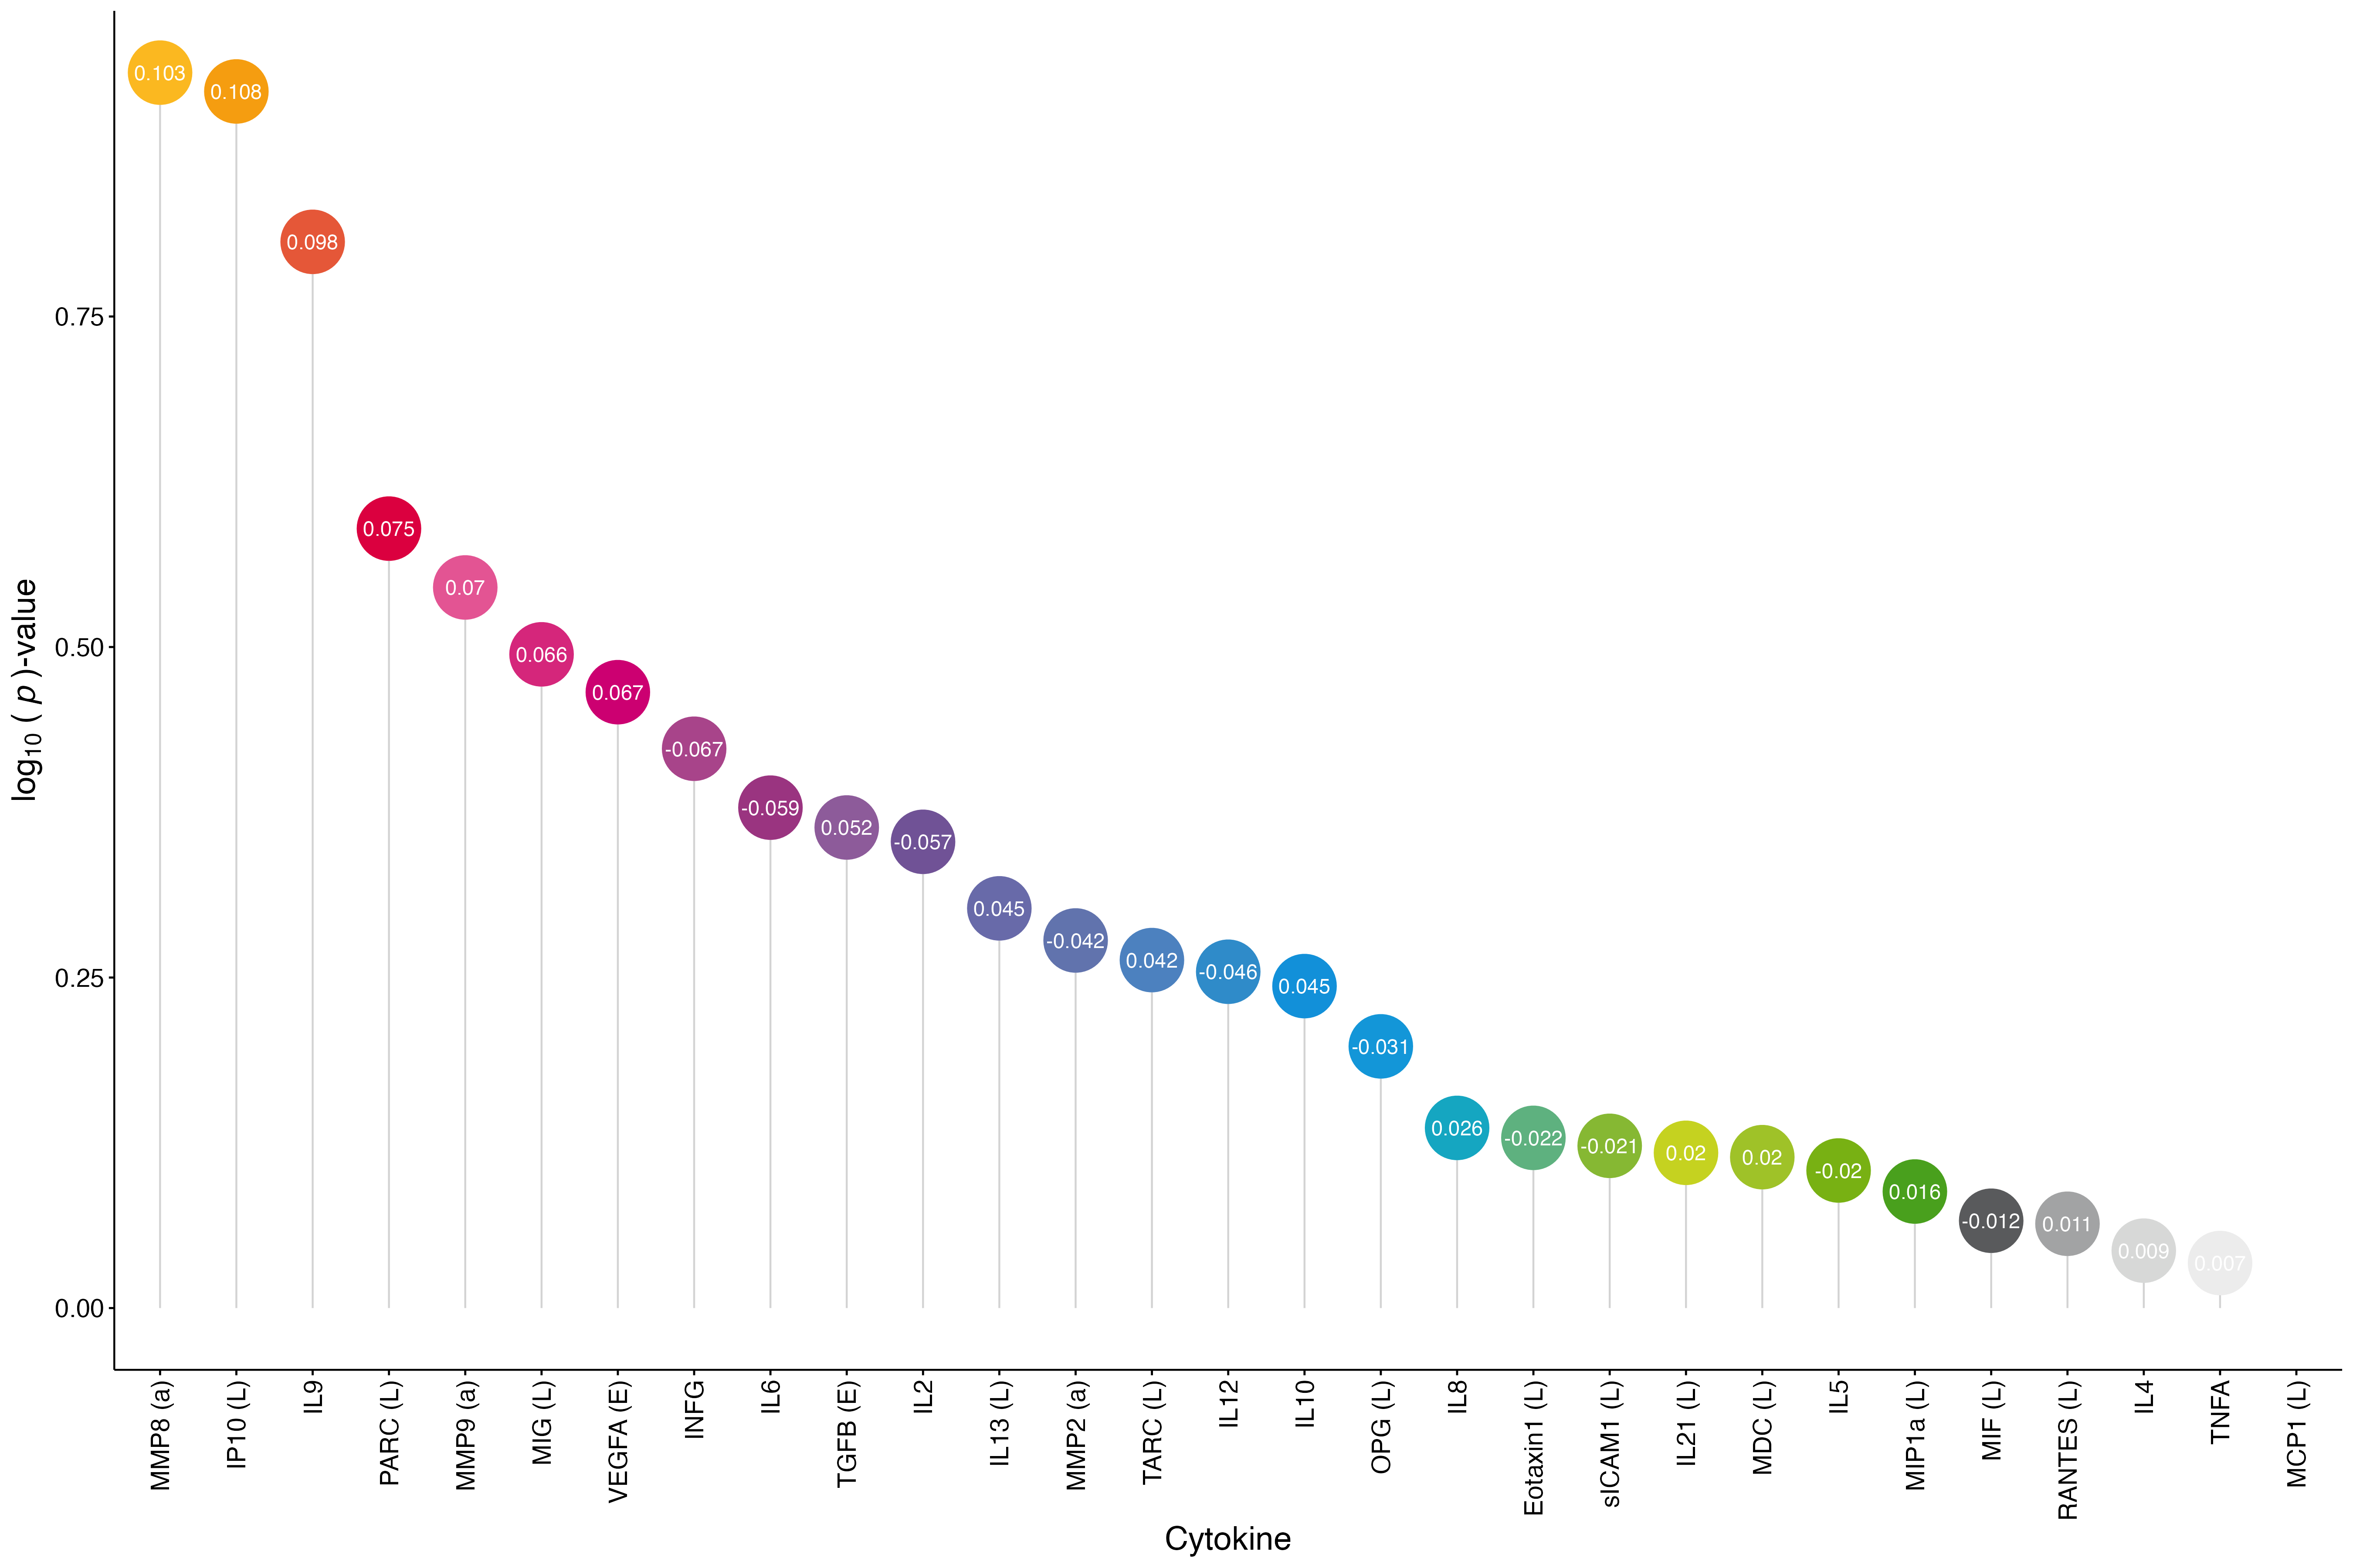 0.103
0.108
0.098
0.75
0.075
0.07
0.50
0.066
0.067
-0.067
-0.059
0.052
-0.057
0.045
-0.042
0.042
-0.046
0.045
0.25
-0.031
0.026
-0.022
-0.021
0.02
0.02
-0.02
0.016
-0.012
0.011
0.009
0.007
0.00
log10 ( p )-value
MMP8 (a)
IP10 (L)
IL9
PARC (L)
MMP9 (a)
MIG (L)
VEGFA (E)
INFG
IL6
TGFB (E)
IL2
IL13 (L)
MMP2 (a)
TARC (L)
IL12
IL10
OPG (L)
IL8
Eotaxin1 (L)
sICAM1 (L)
IL21 (L)
MDC (L)
IL5
MIP1a (L)
MIF (L)
RANTES (L)
IL4
TNFA
MCP1 (L)
Cytokine